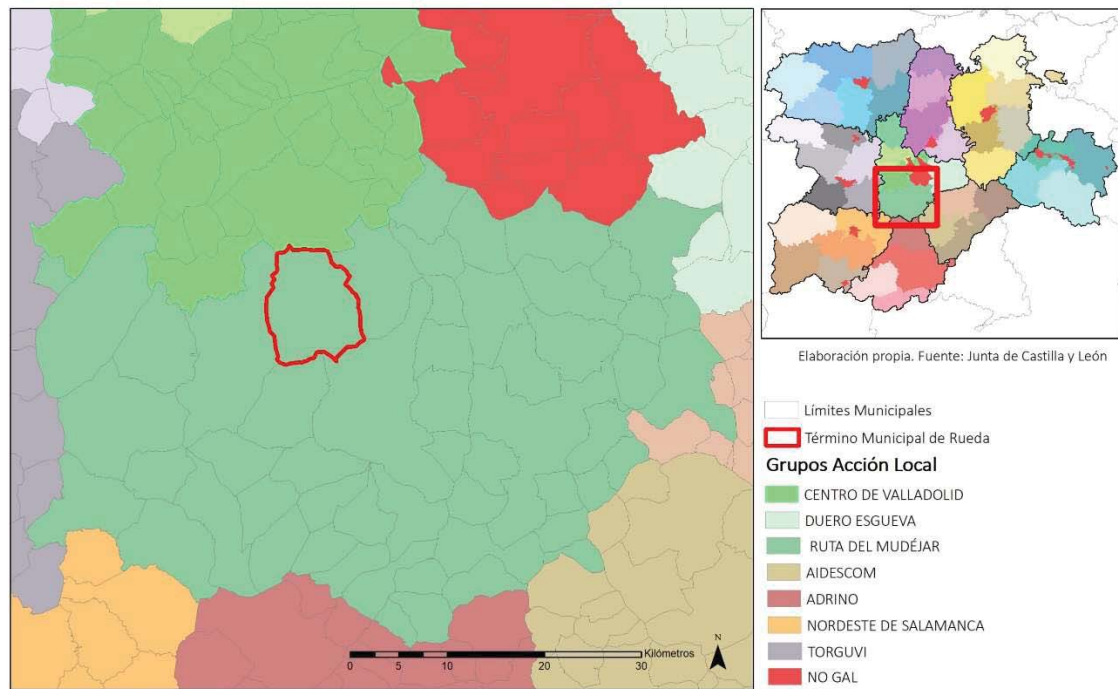 Elaboración propia. Fuente: Junta de Castilla y León
Límites Municipales
Término Municipal de Rueda
Grupos Acción Local
CENTRO DE VALLADOLID
DUERO ESGUEVA
RUTA DEL MUDÉJAR
AIDESCOM
ADRINO
NORDESTE DE SALAMANCA
TORGUVI
NO GAL
Kilómetros
0 5 10 20 30
N